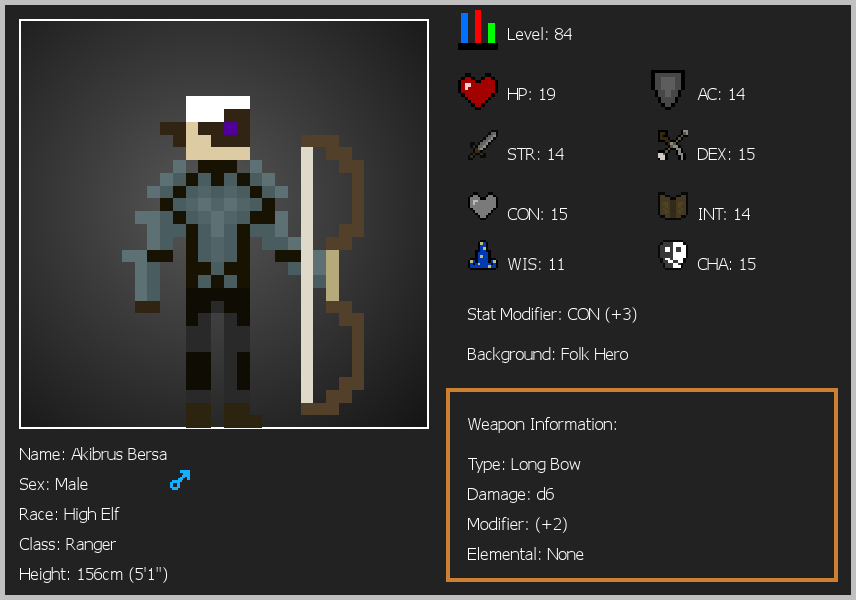 Level: 84
HP: 19
AC: 14
STR: 14
DEX: 15
CON: 15
INT: 14
WIS: 11
CHA: 15
Stat Modifier: CON (+3)
Background: Folk Hero
Weapon Information:
Type: Long Bow
Damage: d6
Modifier: (+2)
Elemental: None
Name: Akibrus Bersa
Sex: Male
Race: High Elf
Class: Ranger
Height: 156cm (5'1")